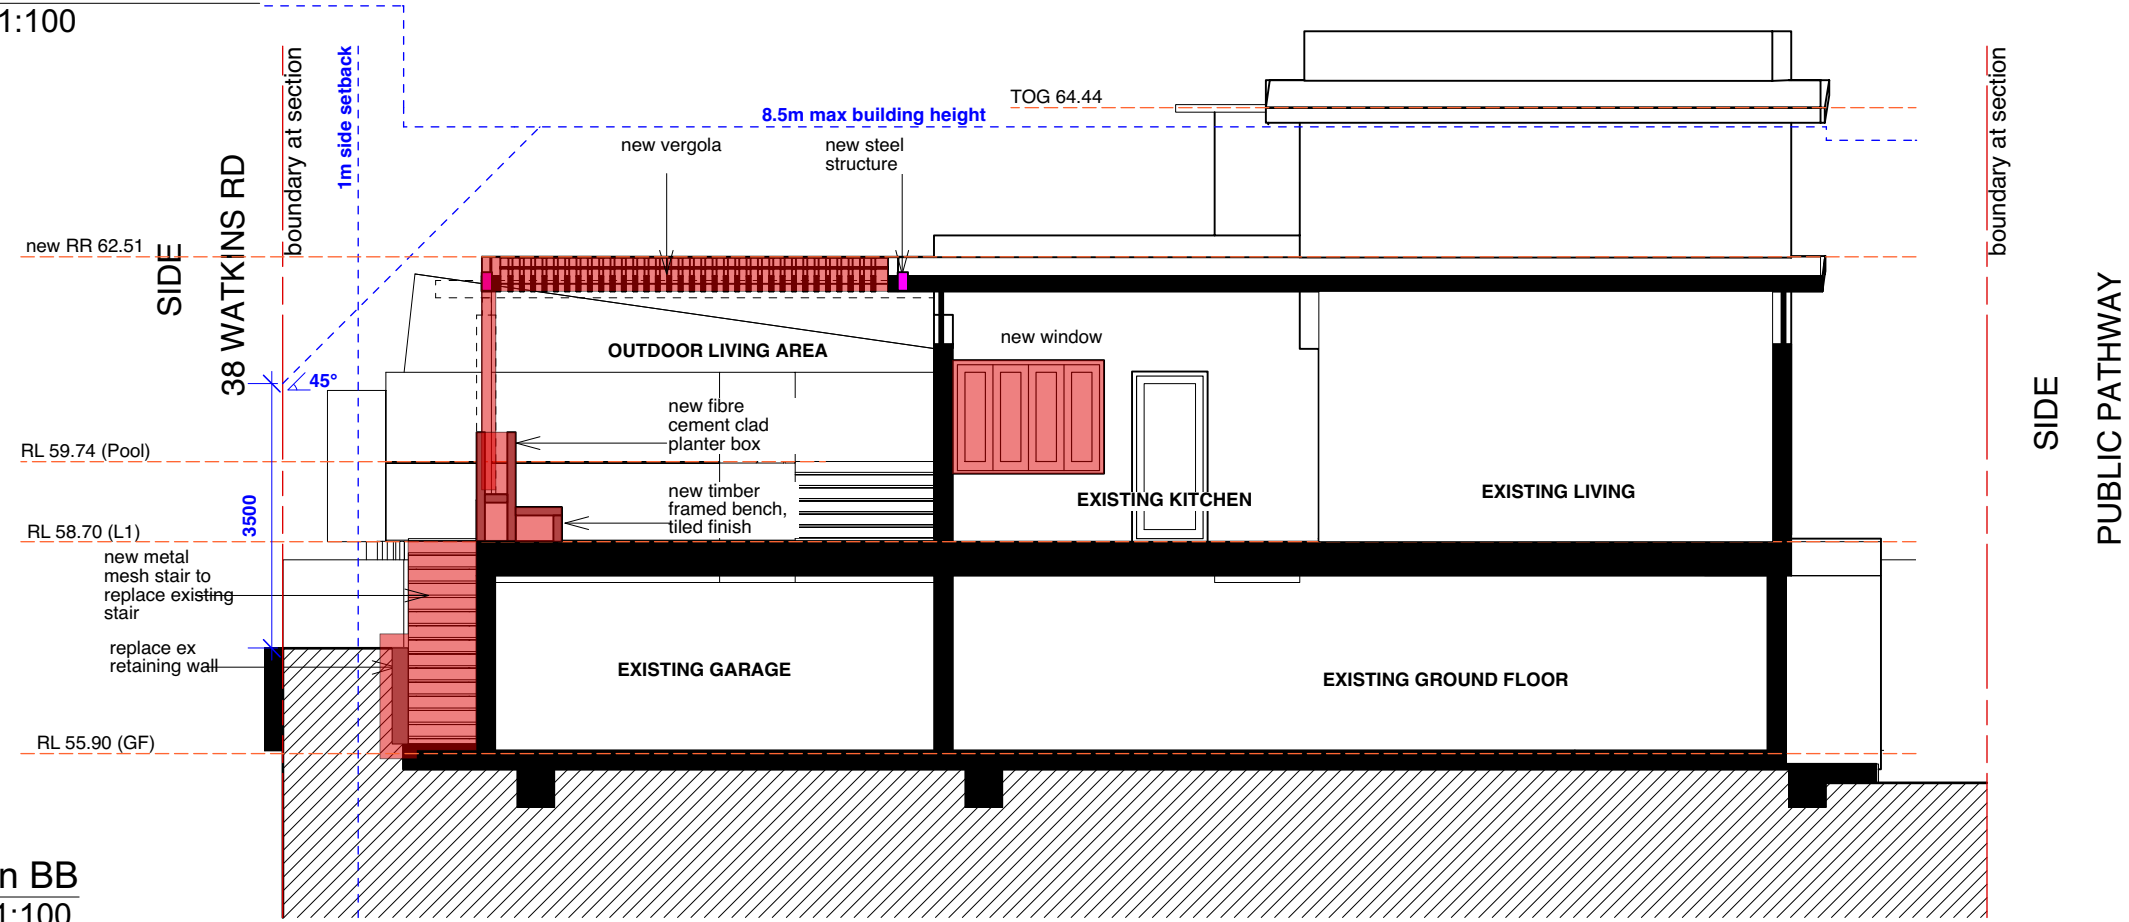 1:100
boundary at section
1m side setback
8.5m max building height
TOG 64.44
boundary at section
new vergola
new steel
structure
SIDE
38 WATKINS RD
new RR 62.51
OUTDOOR LIVING AREA
new window
45°
new fibre
cement clad
planter box
RL 59.74 (Pool)
new timber
framed bench,
tiled finish
EXISTING KITCHEN
EXISTING LIVING
SIDE
PUBLIC PATHWAY
3500
RL 58.70 (L1)
new metal
mesh stair to
replace existing
stair
replace ex
retaining wall
EXISTING GARAGE
EXISTING GROUND FLOOR
RL 55.90 (GF)
n BB
1:100